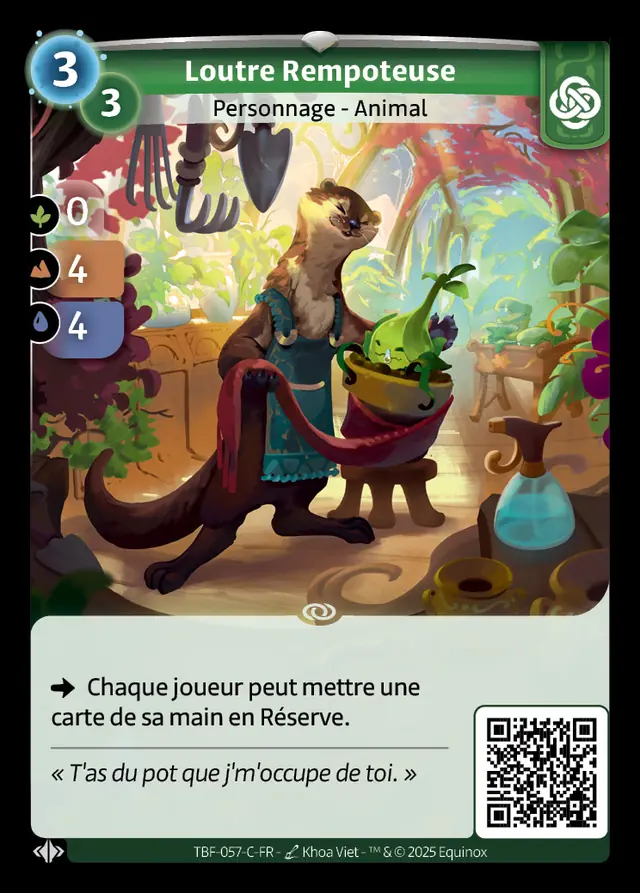 3
Loutre Rempoteuse
3
Personnage - Animal
0
4
4
Chaque joueur peut mettre une
carte de sa main en Réserve.
« T'as du pot que j'm'occupe de toi. »
TBF-057-C-FR - Khoa Viet - ™ & © 2025 Equinox